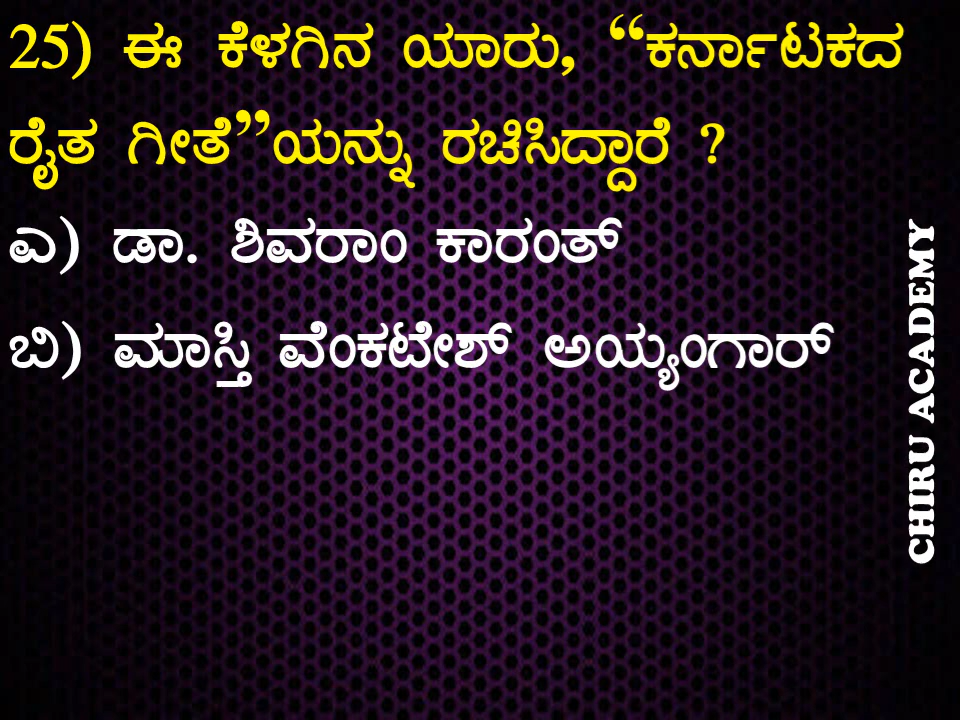 25) ಈ ಕೆಳಗಿನ ಯಾರು, “ಕರ್ನಾಟಕದ
ರೈತ ಗೀತೆ”ಯನ್ನು ರಚಿಸಿದ್ದಾರೆ ?
ಎ) ಡಾ. ಶಿವರಾಂ ಕಾರಂತ್
ಬಿ) ಮಾಸ್ತಿ ವೆಂಕಟೇಶ್ ಅಯ್ಯಂಗಾರ್
CHIRU ACADEMY